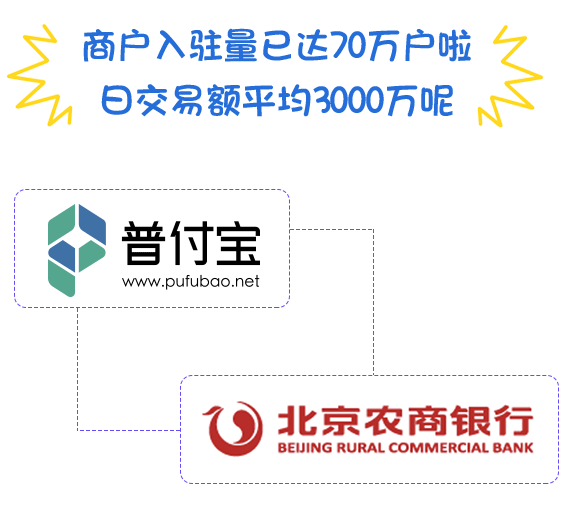 商户入驻量已达70万户啦
日交易额平均3000万呢
普付宝
www.pufubao.net
北京农商银行
BEIJING RURAL COMMERCIAL BANK